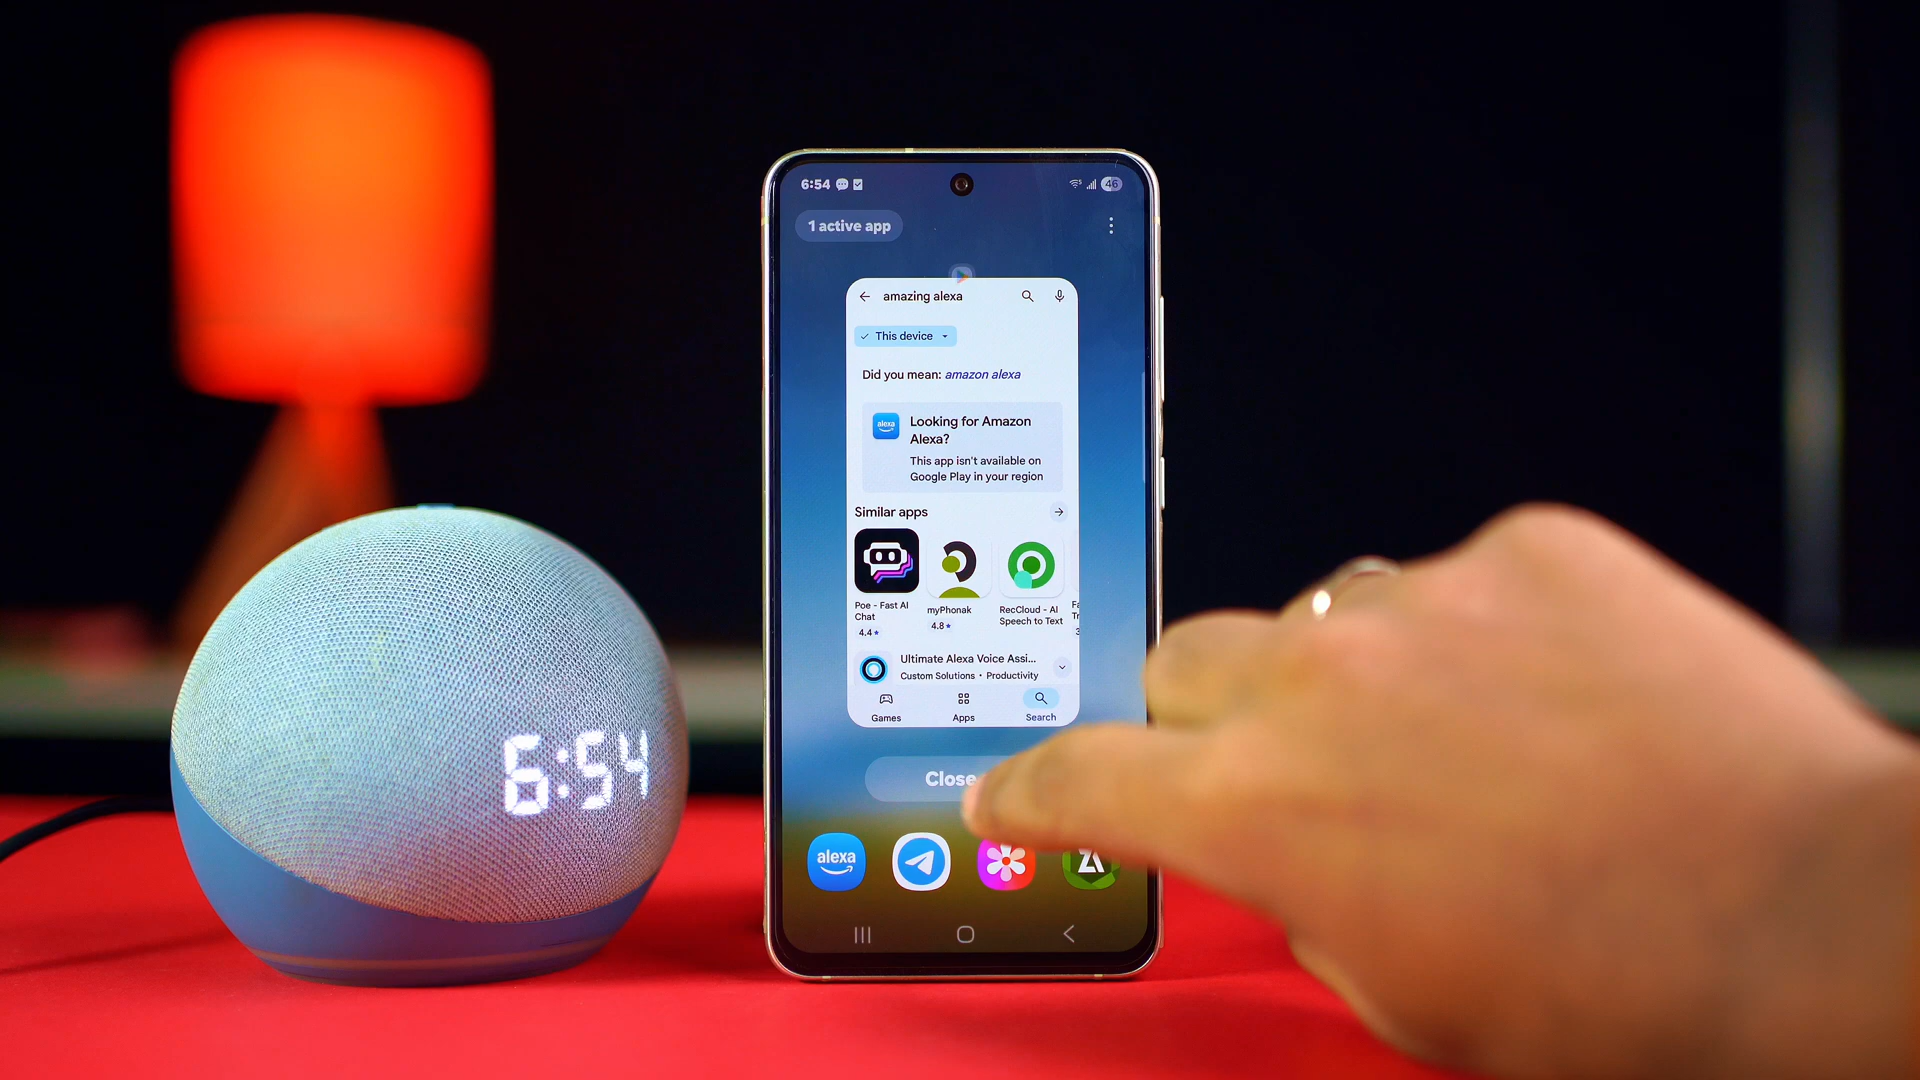 6:54
46
1 active app
amazing alexa
This device
Did you mean: amazon alexa
alexa
Looking for Amazon
Alexa?
This app isn't available on
Google Play in your region
Similar apps
Poe - Fast AI
Chat
4.4★
myPhonak
4.8★
RecCloud - AI
Speech to Text
Ultimate Alexa Voice Assi...
Custom Solutions • Productivity
Games
Apps
Search
Close
alexa
6:54